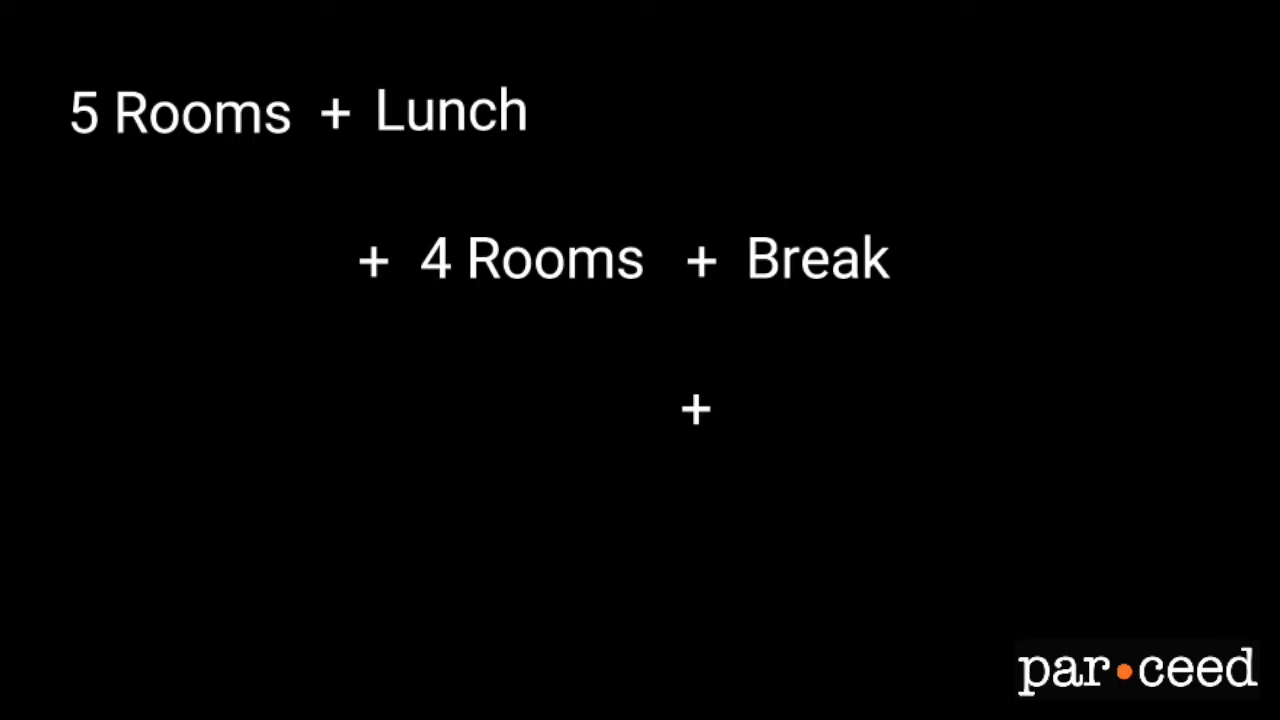 5 Rooms + Lunch
+ 4 Rooms + Break
+
par•ceed